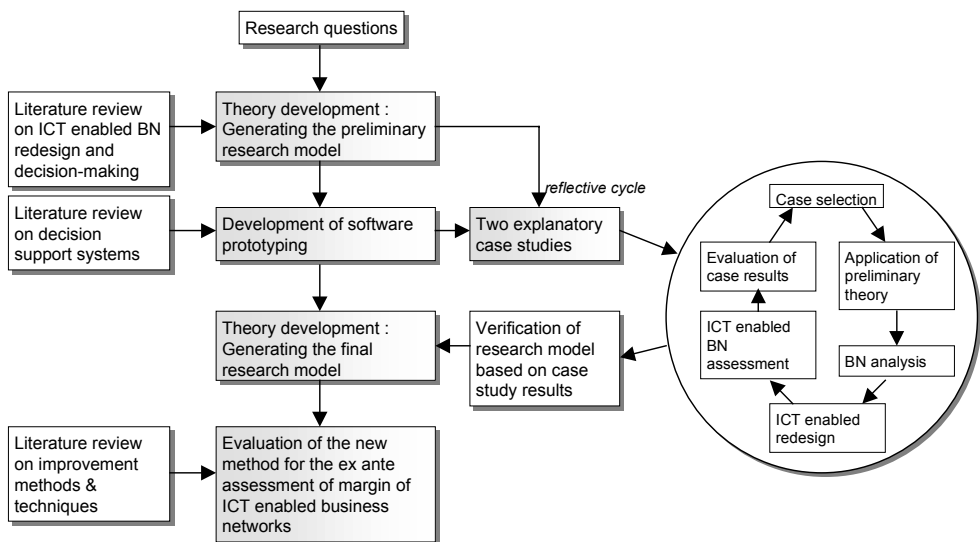 Research questions
Literature review
on ICT enabled BN
redesign and
decision-making
Theory development :
Generating the preliminary
research model
reflective cycle
Literature review
on decision
support systems
Development of software
prototyping
Two explanatory
case studies
Case selection
Evaluation of
case results
Application of
preliminary
theory
ICT enabled
BN
assessment
BN analysis
ICT enabled
redesign
Theory development :
Generating the final
research model
Verification of
research model
based on case
study results
Literature review
on improvement
methods &
techniques
Evaluation of the new
method for the ex ante
assessment of margin of
ICT enabled business
networks